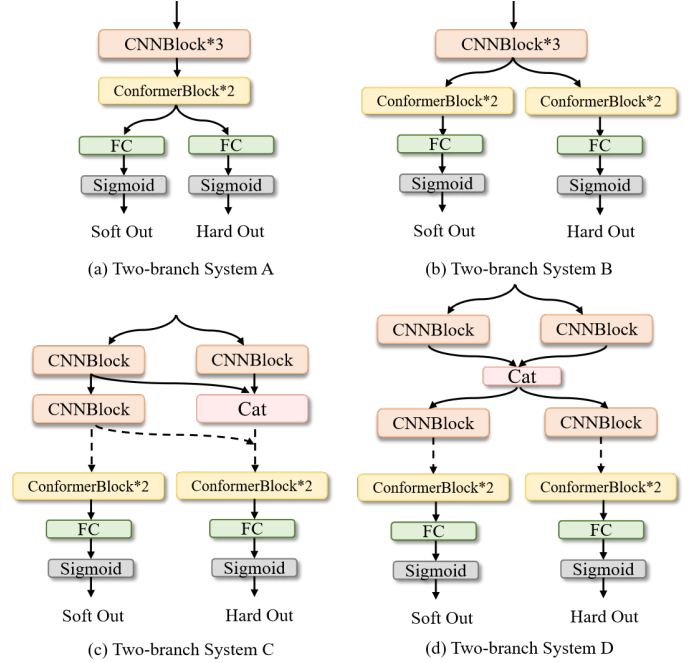 CNNBlock*3
ConformerBlock*2
FC FC
Sigmoid Sigmoid
Soft Out Hard Out
(a) Two-branch System A
CNNBlock*3
ConformerBlock*2 ConformerBlock*2
FC FC
Sigmoid Sigmoid
Soft Out Hard Out
(b) Two-branch System B
CNNBlock CNNBlock
CNNBlock Cat
ConformerBlock*2 ConformerBlock*2
FC FC
Sigmoid Sigmoid
Soft Out Hard Out
(c) Two-branch System C
CNNBlock CNNBlock
Cat
CNNBlock CNNBlock
ConformerBlock*2 ConformerBlock*2
FC FC
Sigmoid Sigmoid
Soft Out Hard Out
(d) Two-branch System D